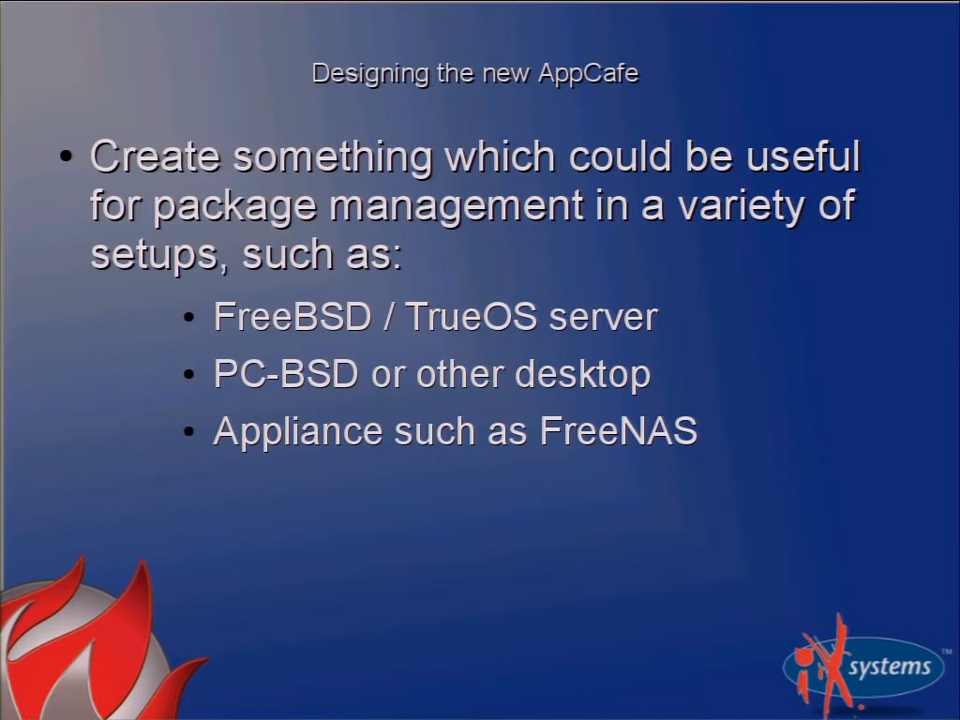 Designing the new AppCafe
• Create something which could be useful
for package management in a variety of
setups, such as:
• FreeBSD / TrueOS server
• PC-BSD or other desktop
• Appliance such as FreeNAS
iXsystems™